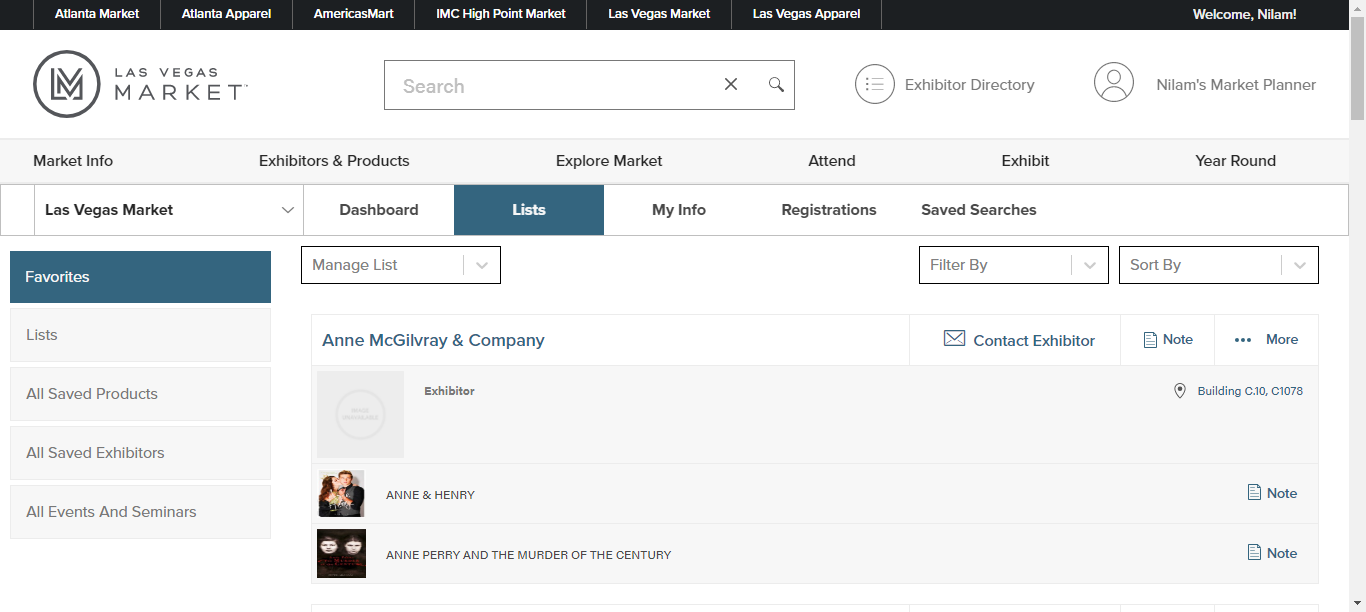 Atlanta Market
Atlanta Apparel
AmericasMart
IMC High Point Market
Las Vegas Market
Las Vegas Apparel
Welcome, Nilam!
LAS VEGAS
MARKET
Search
Exhibitor Directory
Nilam's Market Planner
Market Info
Exhibitors & Products
Explore Market
Attend
Exhibit
Year Round
Las Vegas Market
Dashboard
Lists
My Info
Registrations
Saved Searches
Favorites
Lists
All Saved Products
All Saved Exhibitors
All Events And Seminars
Manage List
Filter By
Sort By
Anne McGilvray & Company
Contact Exhibitor
Note
More
Exhibitor
Building C.10, C1078
ANNE & HENRY
Note
ANNE PERRY AND THE MURDER OF THE CENTURY
Note